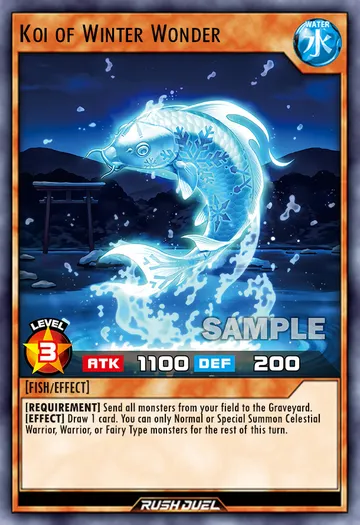 Koi of Winter Wonder
WATER
水
SAMPLE
LEVEL
3
ATK 1100 DEF 200
[FISH/EFFECT]
[REQUIREMENT] Send all monsters from your field to the Graveyard.
[EFFECT] Draw 1 card. You can only Normal or Special Summon Celestial
Warrior, Warrior, or Fairy Type monsters for the rest of this turn.
RUSH DUEL